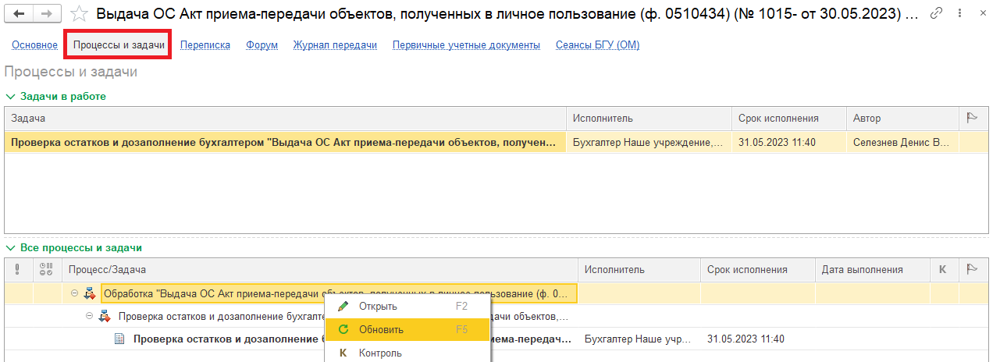 Выдача ОС Акт приема-передачи объектов, полученных в личное пользование (ф. 0510434) (№ 1015- от 30.05.2023) ...
Основное Процессы и задачи Переписка Форум Журнал передачи Первичные учетные документы Сеансы БГУ (ОМ)
Процессы и задачи
Задачи в работе
Задача Исполнитель Срок исполнения Автор
Проверка остатков и дозаполнение бухгалтером "Выдача ОС Акт приема-передачи объектов, получен... Бухгалтер Наше учреждение,... 31.05.2023 11:40 Селезнев Денис В...
Все процессы и задачи
Процесс/Задача Исполнитель Срок исполнения Дата выполнения К
Обработка "Выдача ОС Акт приема-передачи объектов, полученных в личное пользование (ф. 0...
Открыть F2
Проверка остатков и дозаполнение бухгалте дачи объектов,...
Обновить F5
Проверка остатков и дозаполнение б риема-передач... Бухгалтер Наше учр... 31.05.2023 11:40
К Контроль